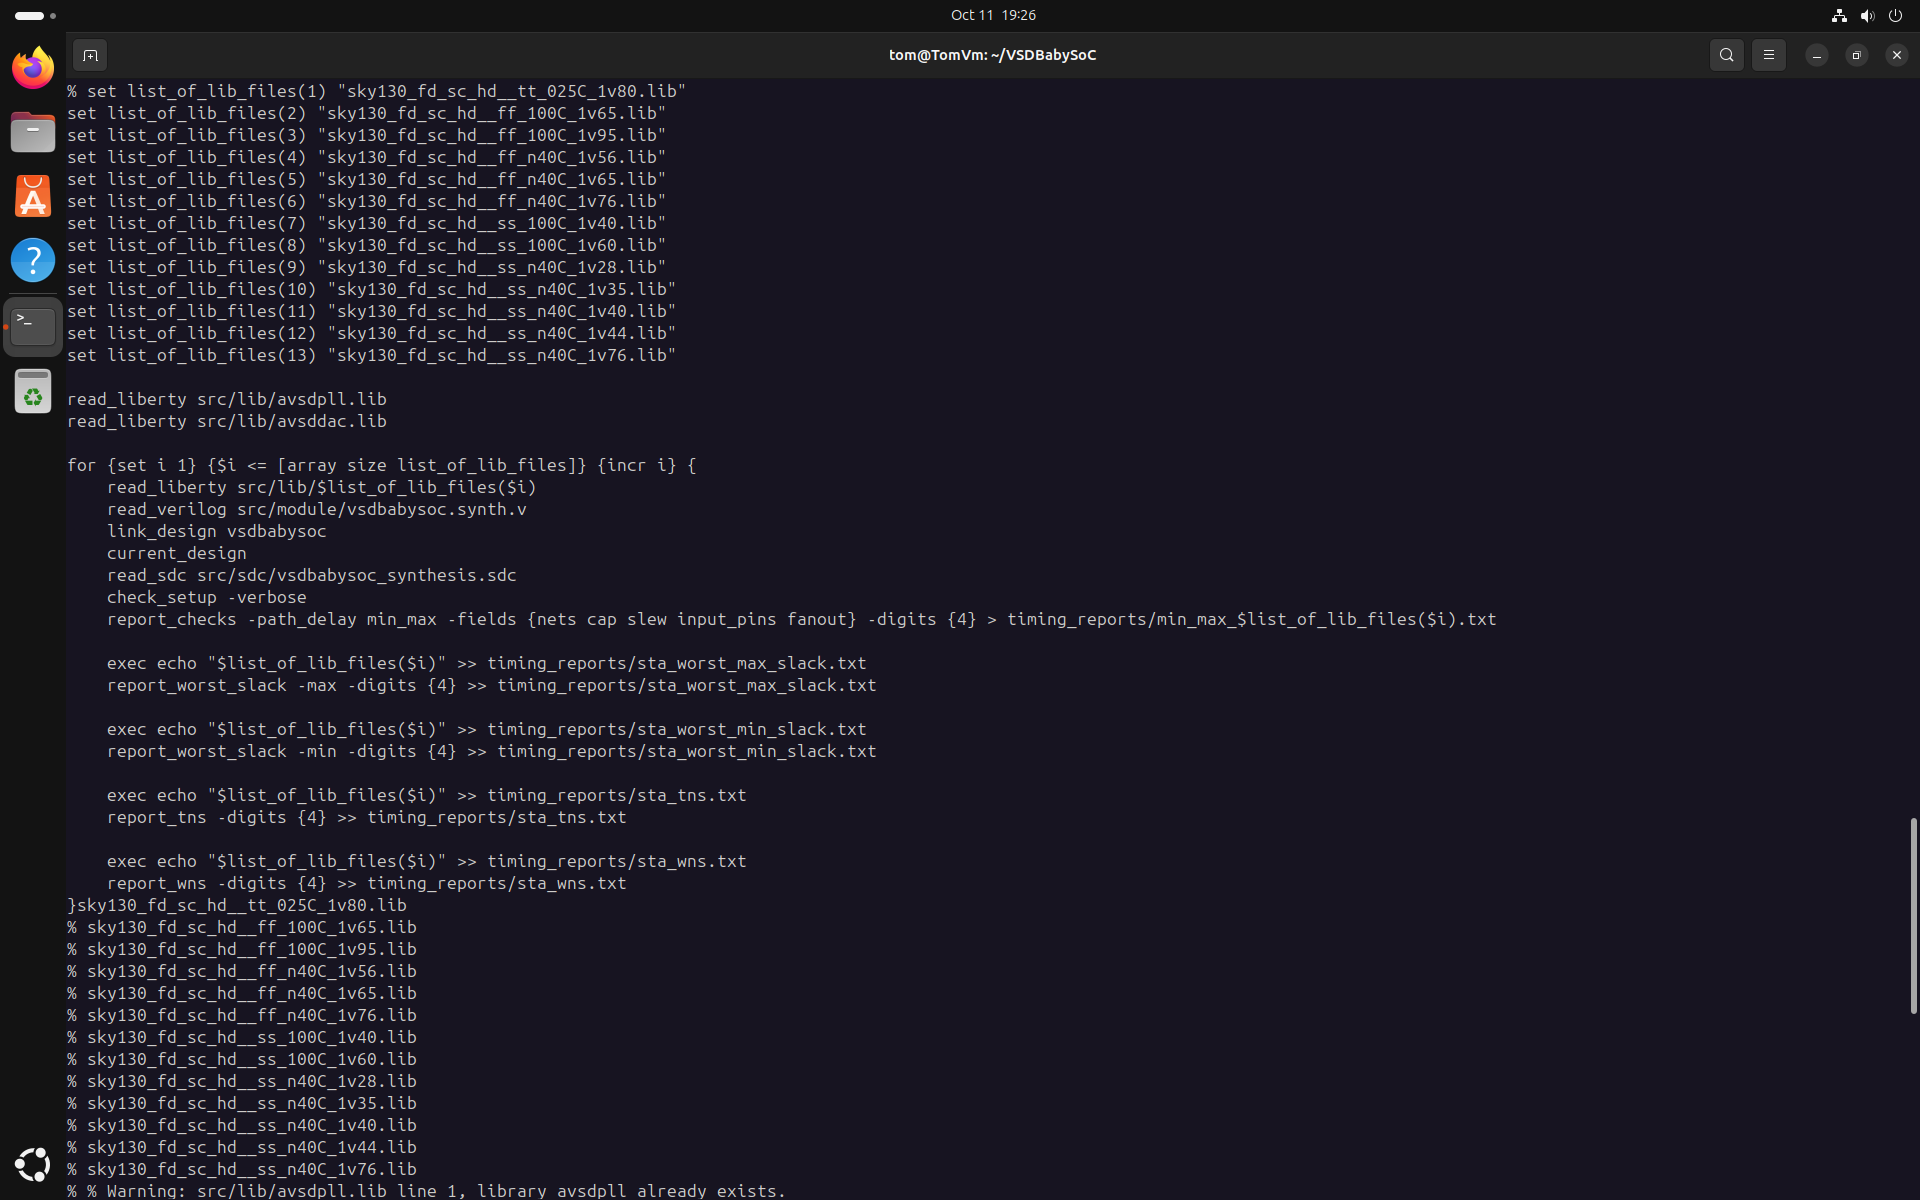 Oct 11 19:26
tom@TomVm: ~/VSDBabySoC
% set list_of_lib_files(1) "sky130_fd_sc_hd__tt_025C_1v80.lib"
set list_of_lib_files(2) "sky130_fd_sc_hd__ff_100C_1v65.lib"
set list_of_lib_files(3) "sky130_fd_sc_hd__ff_100C_1v95.lib"
set list_of_lib_files(4) "sky130_fd_sc_hd__ff_n40C_1v56.lib"
set list_of_lib_files(5) "sky130_fd_sc_hd__ff_n40C_1v65.lib"
set list_of_lib_files(6) "sky130_fd_sc_hd__ff_n40C_1v76.lib"
set list_of_lib_files(7) "sky130_fd_sc_hd__ss_100C_1v40.lib"
set list_of_lib_files(8) "sky130_fd_sc_hd__ss_100C_1v60.lib"
set list_of_lib_files(9) "sky130_fd_sc_hd__ss_n40C_1v28.lib"
set list_of_lib_files(10) "sky130_fd_sc_hd__ss_n40C_1v35.lib"
set list_of_lib_files(11) "sky130_fd_sc_hd__ss_n40C_1v40.lib"
set list_of_lib_files(12) "sky130_fd_sc_hd__ss_n40C_1v44.lib"
set list_of_lib_files(13) "sky130_fd_sc_hd__ss_n40C_1v76.lib"
read_liberty src/lib/avsdpll.lib
read_liberty src/lib/avsddac.lib
for {set i 1} {$i <= [array size list_of_lib_files]} {incr i} {
read_liberty src/lib/$list_of_lib_files($i)
read_verilog src/module/vsdbabysoc.synth.v
link_design vsdbabysoc
current_design
read_sdc src/sdc/vsdbabysoc_synthesis.sdc
check_setup -verbose
report_checks -path_delay min_max -fields {nets cap slew input_pins fanout} -digits {4} > timing_reports/min_max_$list_of_lib_files($i).txt
exec echo "$list_of_lib_files($i)" >> timing_reports/sta_worst_max_slack.txt
report_worst_slack -max -digits {4} >> timing_reports/sta_worst_max_slack.txt
exec echo "$list_of_lib_files($i)" >> timing_reports/sta_worst_min_slack.txt
report_worst_slack -min -digits {4} >> timing_reports/sta_worst_min_slack.txt
exec echo "$list_of_lib_files($i)" >> timing_reports/sta_tns.txt
report_tns -digits {4} >> timing_reports/sta_tns.txt
exec echo "$list_of_lib_files($i)" >> timing_reports/sta_wns.txt
report_wns -digits {4} >> timing_reports/sta_wns.txt
}sky130_fd_sc_hd__tt_025C_1v80.lib
% sky130_fd_sc_hd__ff_100C_1v65.lib
% sky130_fd_sc_hd__ff_100C_1v95.lib
% sky130_fd_sc_hd__ff_n40C_1v56.lib
% sky130_fd_sc_hd__ff_n40C_1v65.lib
% sky130_fd_sc_hd__ff_n40C_1v76.lib
% sky130_fd_sc_hd__ss_100C_1v40.lib
% sky130_fd_sc_hd__ss_100C_1v60.lib
% sky130_fd_sc_hd__ss_n40C_1v28.lib
% sky130_fd_sc_hd__ss_n40C_1v35.lib
% sky130_fd_sc_hd__ss_n40C_1v40.lib
% sky130_fd_sc_hd__ss_n40C_1v44.lib
% sky130_fd_sc_hd__ss_n40C_1v76.lib
% % Warning: src/lib/avsdpll.lib line 1, library avsdpll already exists.